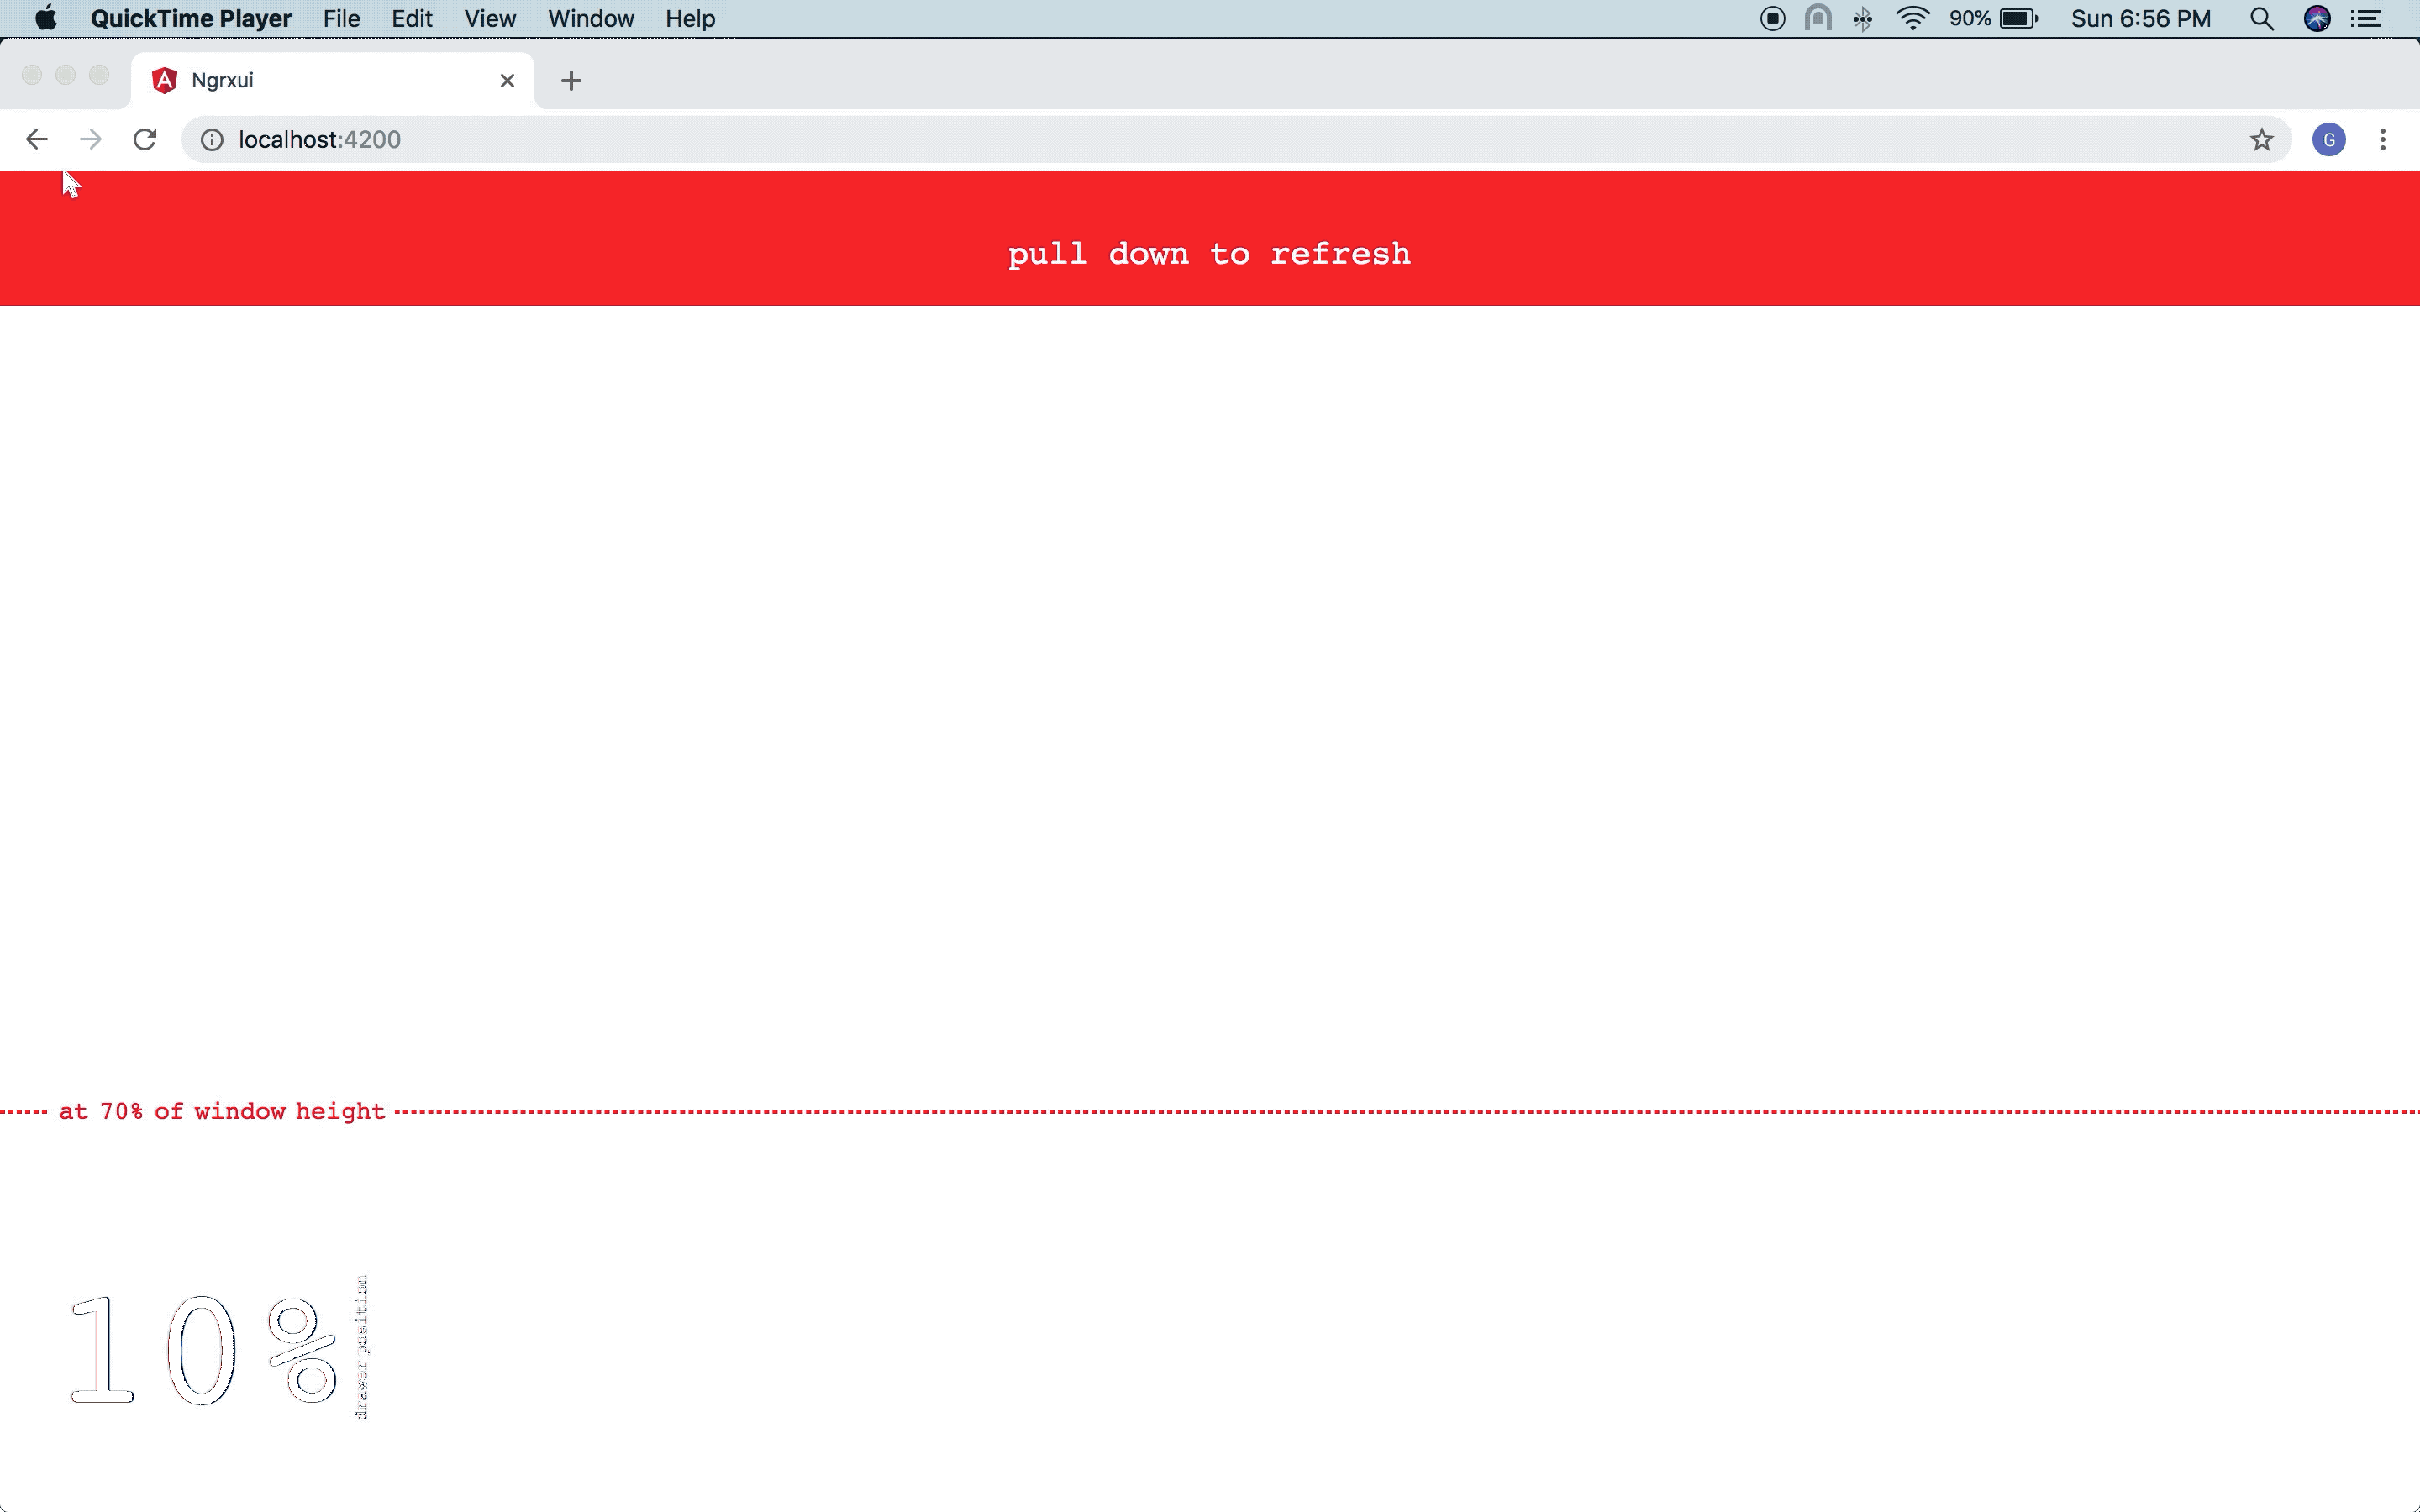 QuickTime Player File Edit View Window Help 90% Sun 6:56 PM
Ngrxui
localhost:4200 G
pull down to refresh
at 70% of window height
10%
drawer position